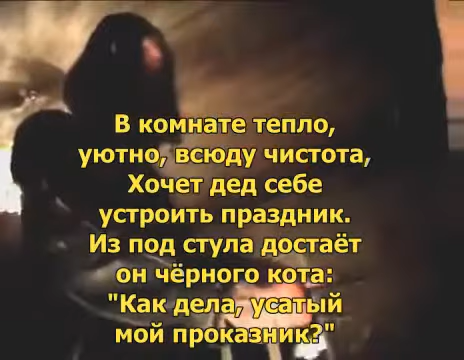 В комнате тепло,
уютно, всюду чистота,
Хочет дед себе
устроить праздник.
Из под стула достаёт
он чёрного кота:
"Как дела, усатый
мой проказник?"